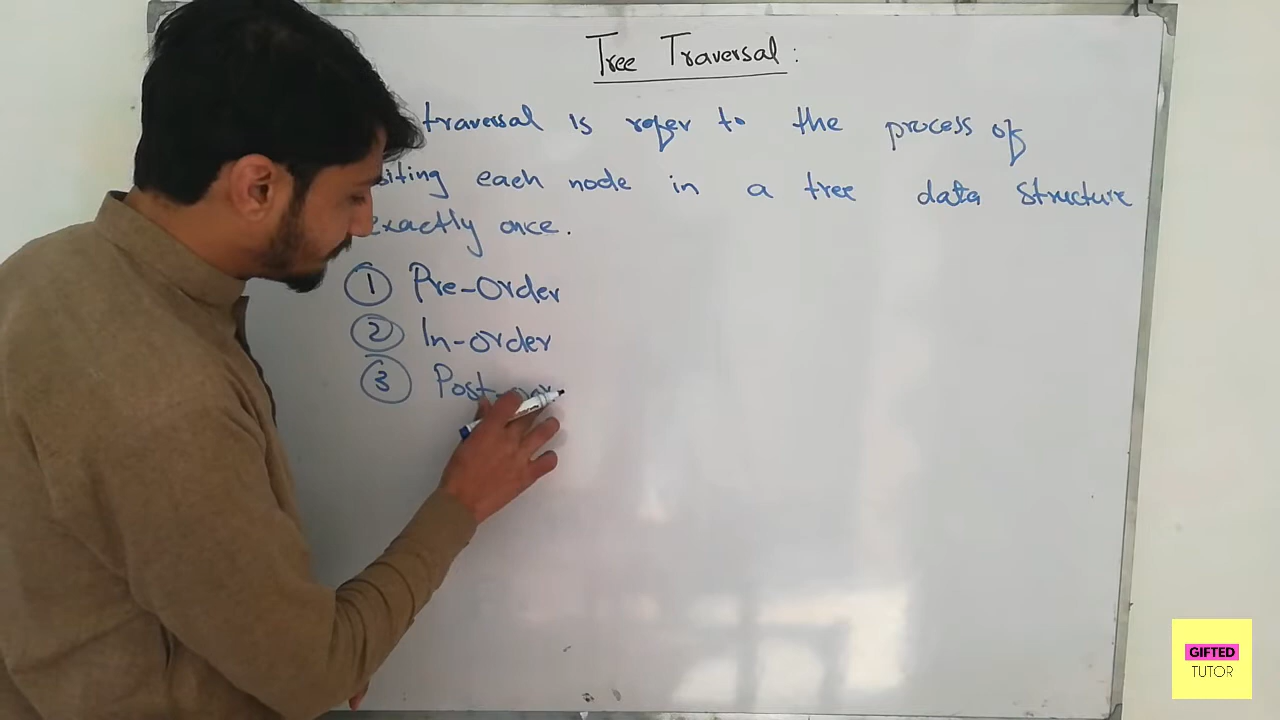 Tree Traversal :
traversal is refer to the process of
each node in a tree data structure
exactly once.
1 Pre-Order
2 In-order
3 Post-
GIFTED
TUTOR